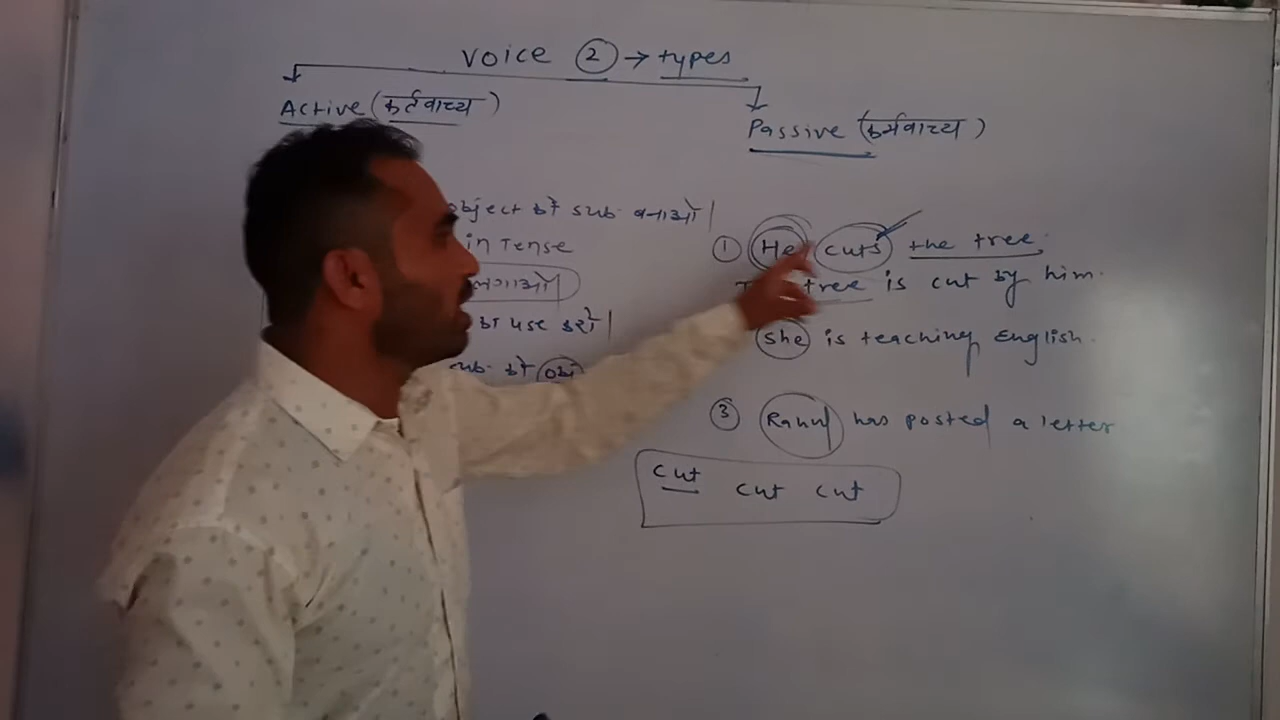 voice ② → types
Active (कर्तवाच्य)
Passive (कर्मवाच्य)
object को sub बनाओ |
in Tense
लगाओ
का use करो |
sub को obj
① He cuts the tree.
tree is cut by him.
She is teaching English.
③ Rahul has posted a letter
cut cut cut